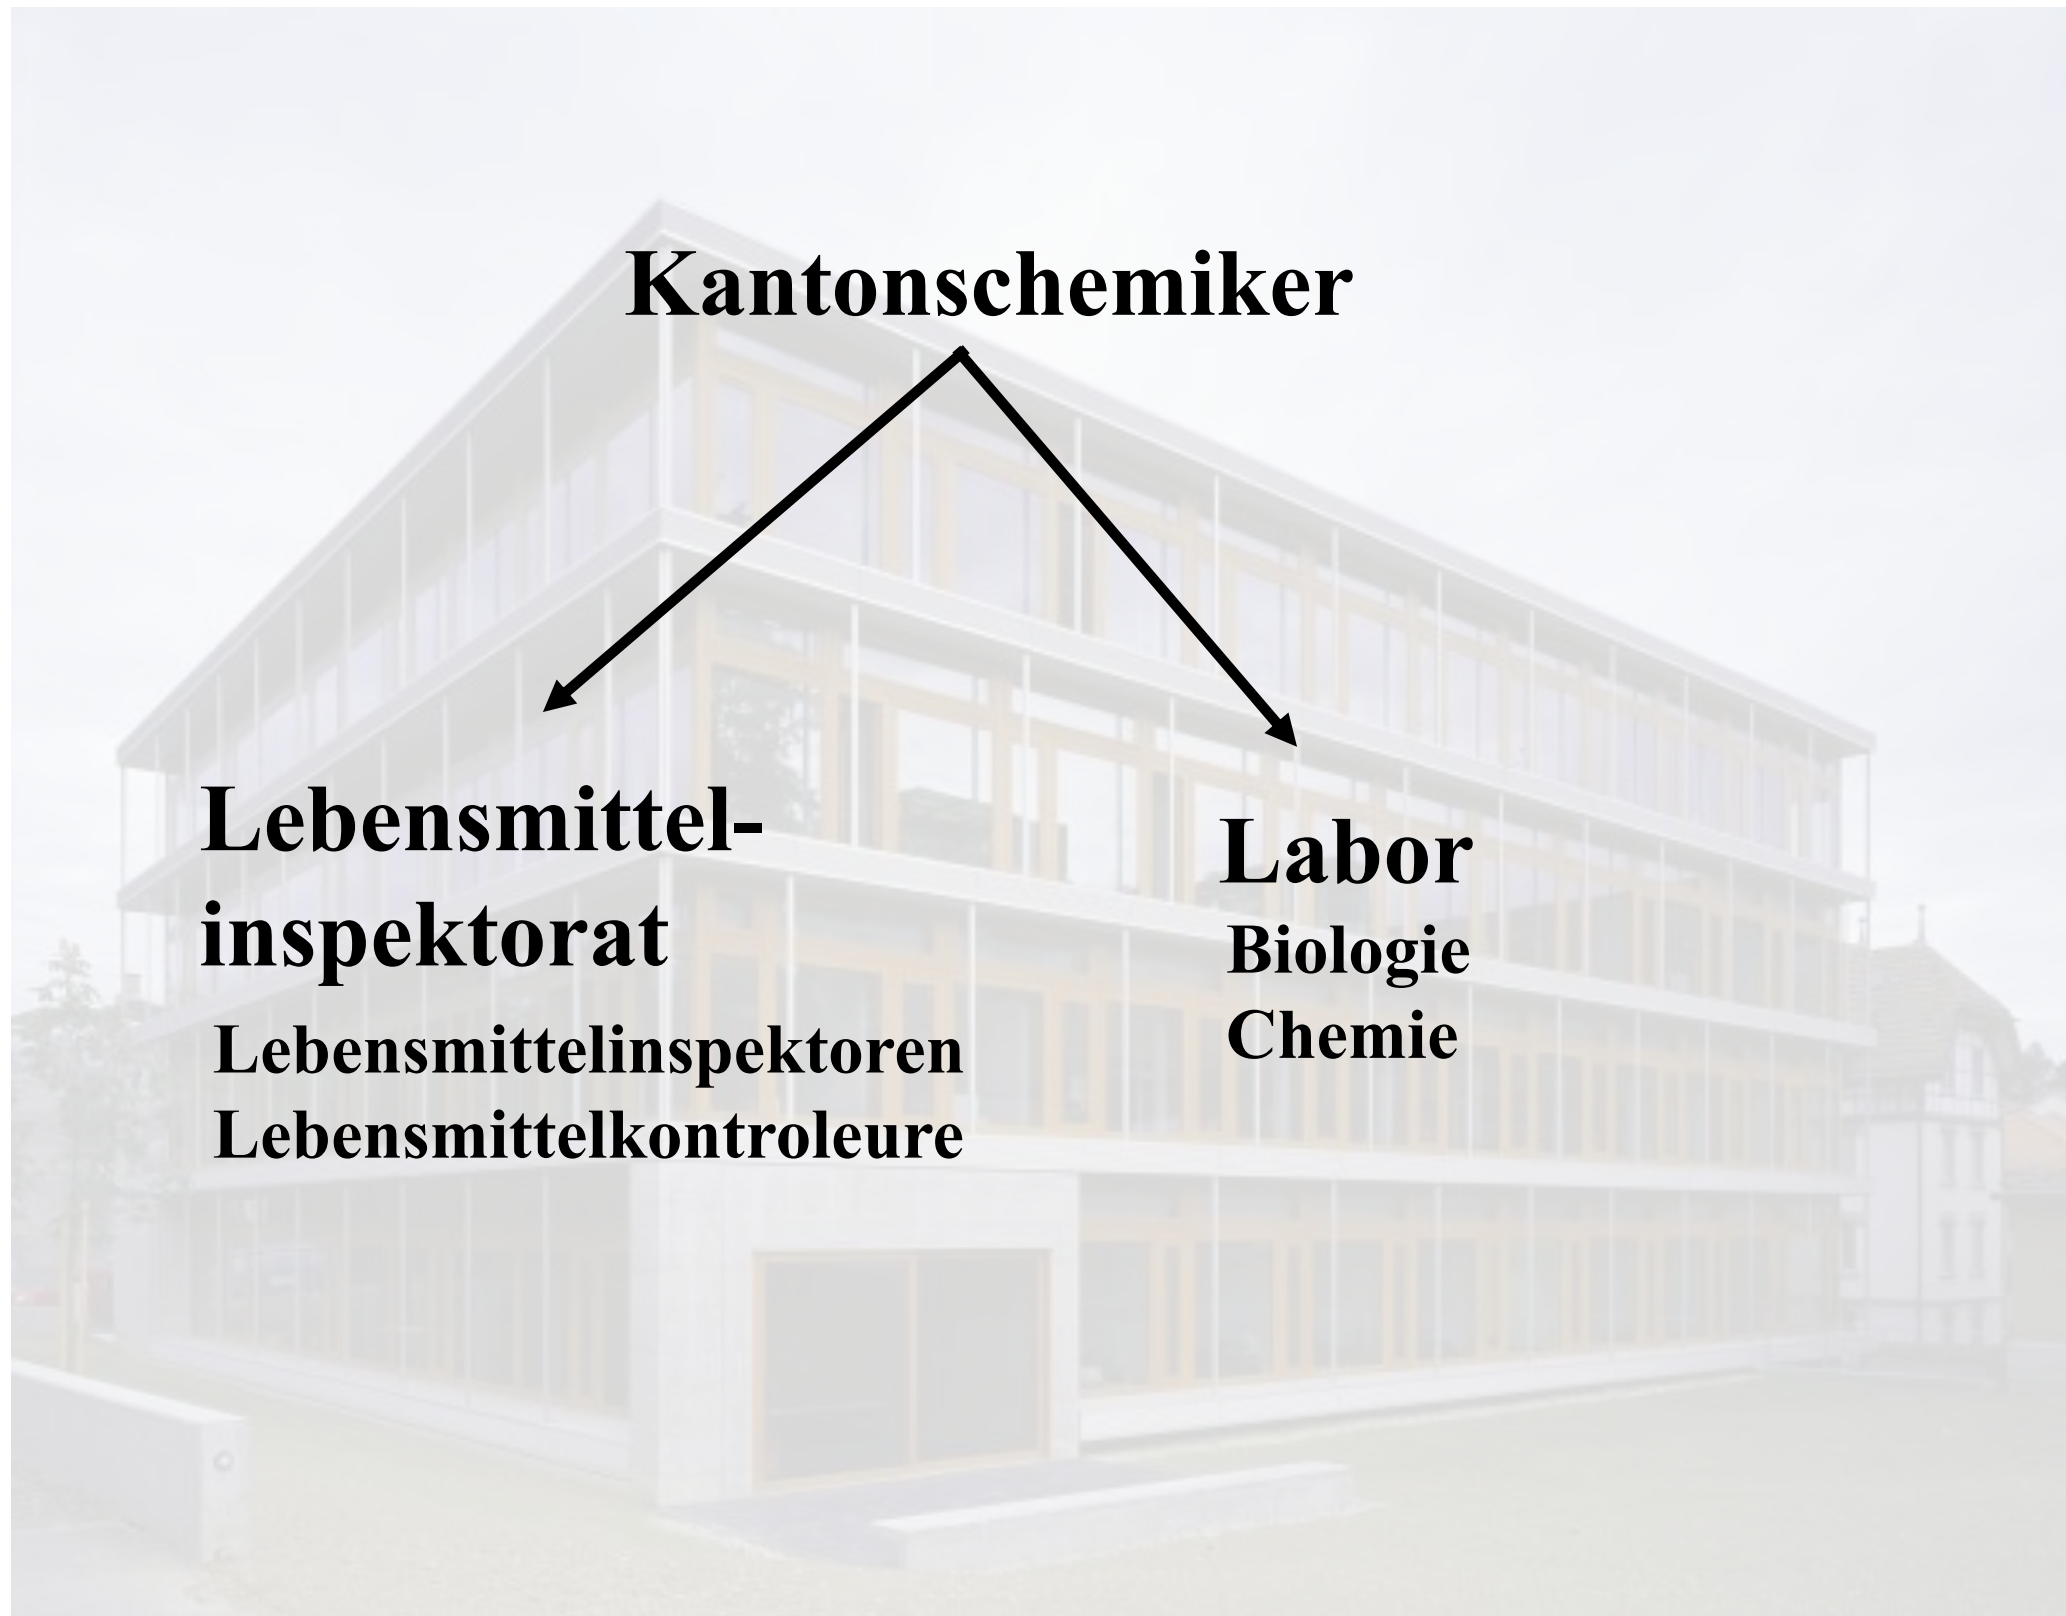 Kantonschemiker
Lebensmittel-
inspektorat
Lebensmittelinspektoren
Lebensmittelkontroleure
Labor
Biologie
Chemie